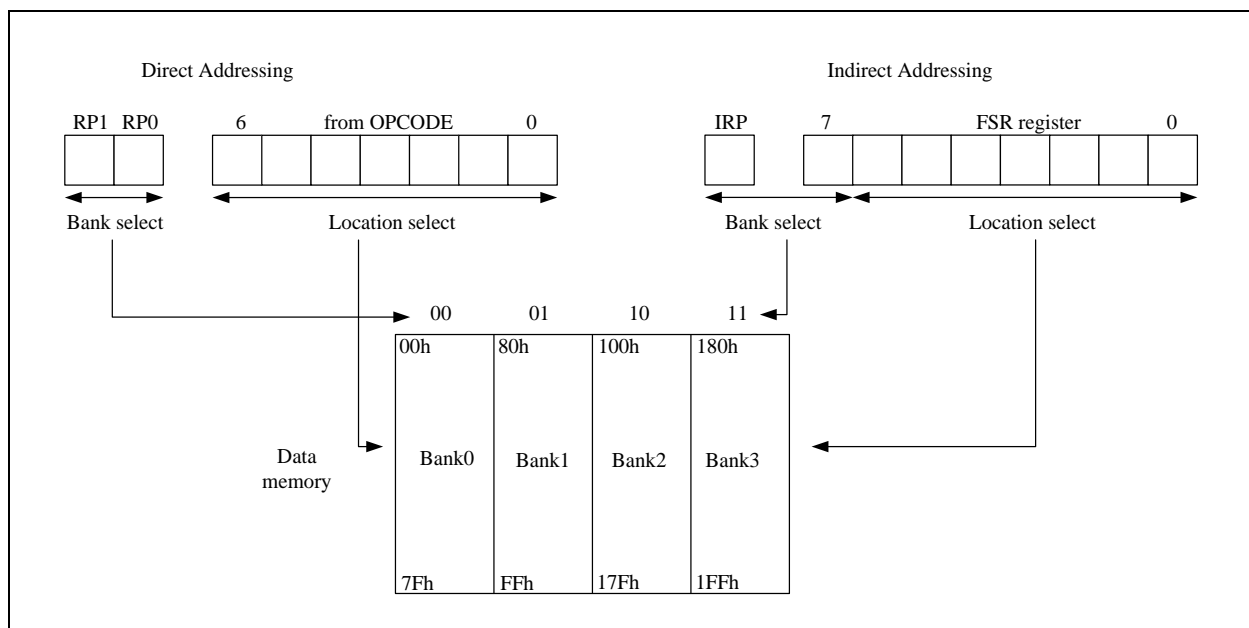 Direct Addressing
Indirect Addressing
RP1 RP0 6 from OPCODE 0
IRP 7 FSR register 0
Bank select Location select
Bank select Location select
00 01 10 11
00h 80h 100h 180h
Data
memory
Bank0 Bank1 Bank2 Bank3
7Fh FFh 17Fh 1FFh